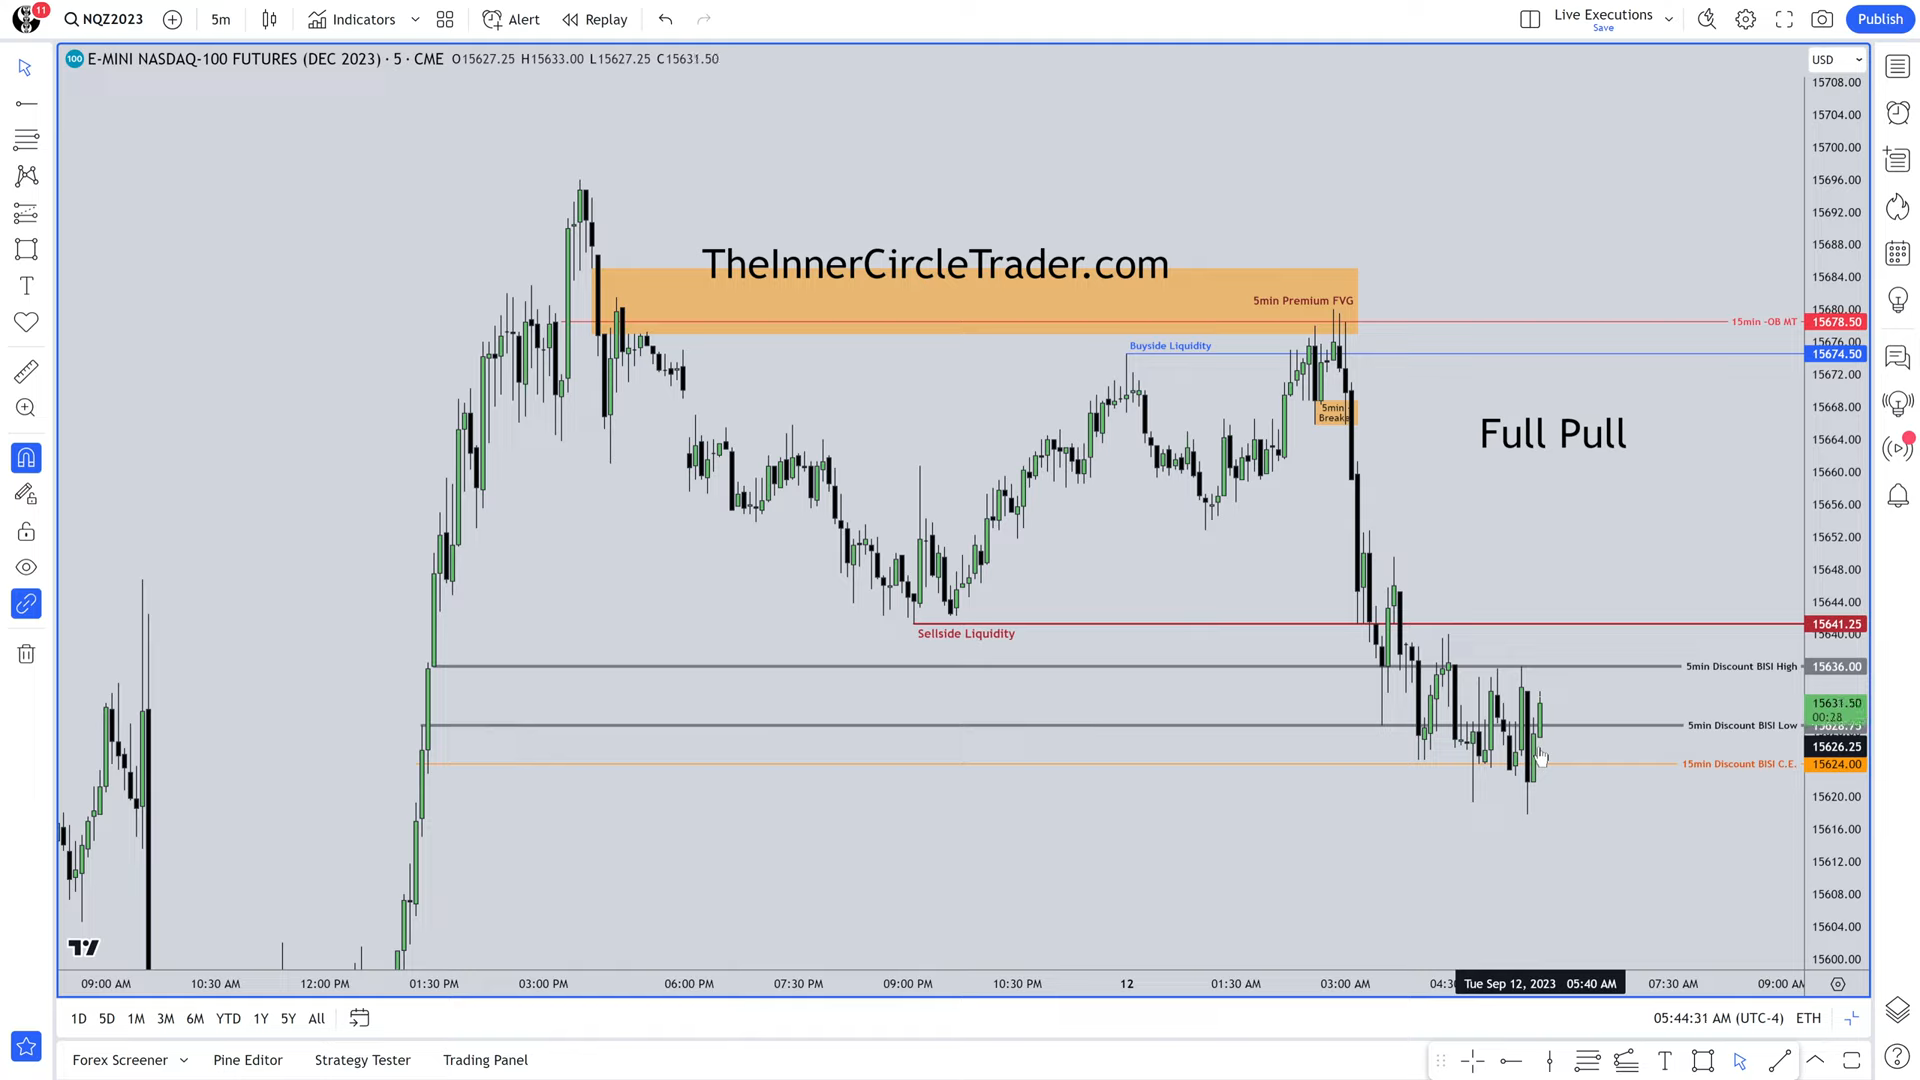 11
NQZ2023
5m
Indicators
Alert
Replay
Live Executions
Save
Publish
100
E-MINI NASDAQ-100 FUTURES (DEC 2023) · 5 · CME O15627.25 H15633.00 L15627.25 C15631.50
USD
15708.00
15704.00
15700.00
15696.00
15692.00
15688.00
15684.00
15680.00
TheInnerCircleTrader.com
5min Premium FVG
15min -OB MT
15678.50
15676.00
Buyside Liquidity
15674.50
15672.00
15668.00
5min -
Breaker
Full Pull
15664.00
15660.00
15656.00
15652.00
15648.00
15644.00
Sellside Liquidity
15641.25
15640.00
5min Discount BISI High
15636.00
15631.50
00:28
5min Discount BISI Low
15628.75
15626.25
15min Discount BISI C.E.
15624.00
15620.00
15616.00
15612.00
15608.00
15604.00
15600.00
09:00 AM
10:30 AM
12:00 PM
01:30 PM
03:00 PM
06:00 PM
07:30 PM
09:00 PM
10:30 PM
12
01:30 AM
03:00 AM
04:30
Tue Sep 12, 2023 05:40 AM
07:30 AM
09:00 AM
1D 5D 1M 3M 6M YTD 1Y 5Y All
05:44:31 AM (UTC-4)
ETH
Forex Screener
Pine Editor
Strategy Tester
Trading Panel